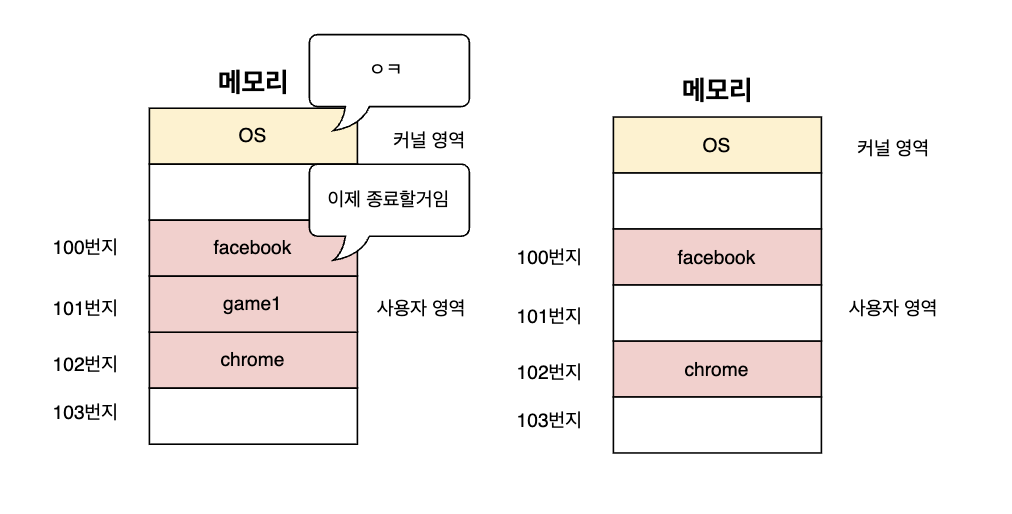 메모리
ㅇㅋ
OS
커널 영역
이제 종료할거임
100번지
facebook
101번지
game1
사용자 영역
102번지
chrome
103번지
메모리
OS
커널 영역
100번지
facebook
101번지
사용자 영역
102번지
chrome
103번지